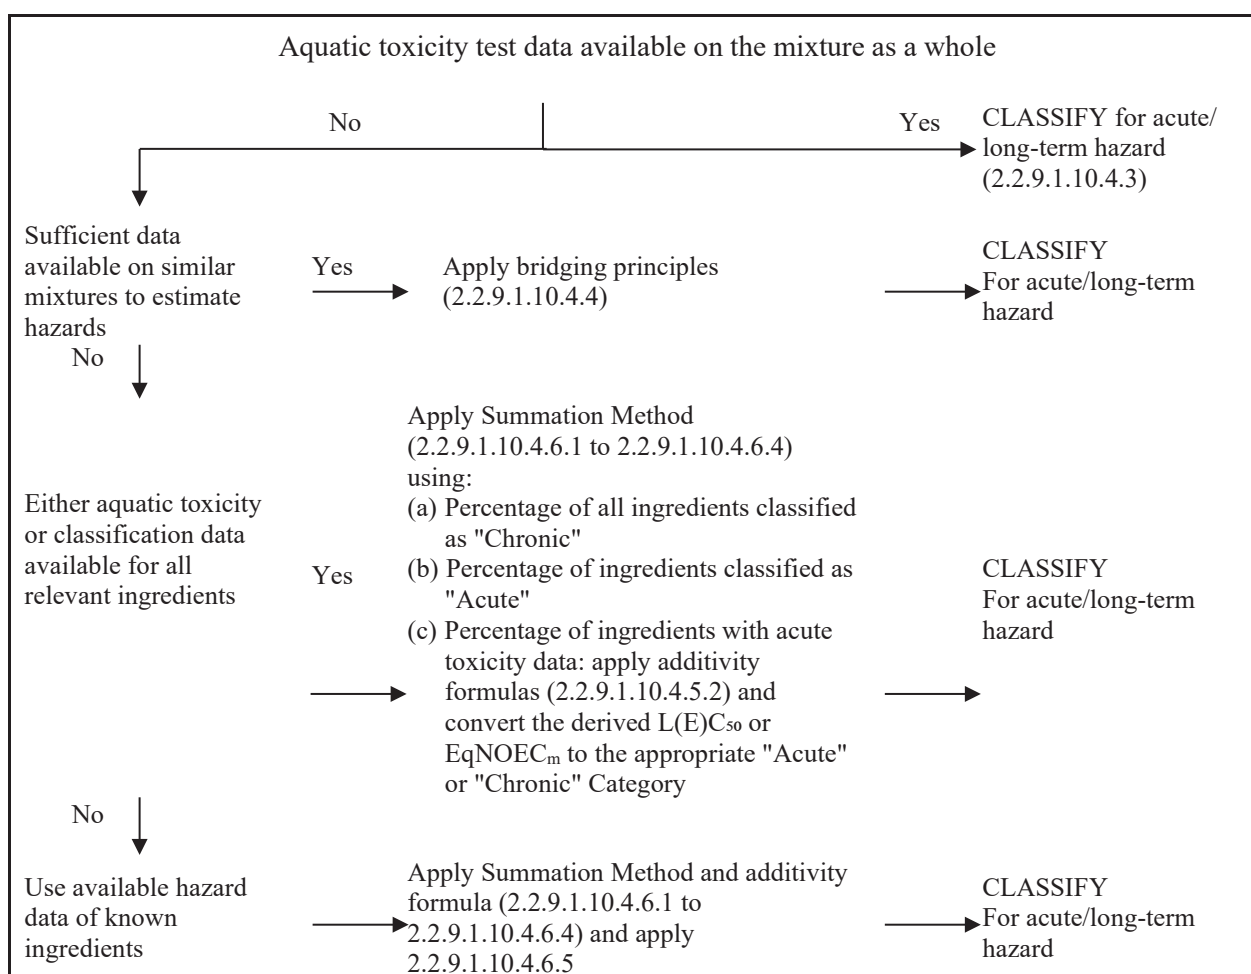 Aquatic toxicity test data available on the mixture as a whole
No
Yes
CLASSIFY for acute/
long-term hazard
(2.2.9.1.10.4.3)
Sufficient data
available on similar
mixtures to estimate
hazards
Yes
Apply bridging principles
(2.2.9.1.10.4.4)
CLASSIFY
For acute/long-term
hazard
No
Either aquatic toxicity
or classification data
available for all
relevant ingredients
Yes
Apply Summation Method
(2.2.9.1.10.4.6.1 to 2.2.9.1.10.4.6.4)
using:
(a) Percentage of all ingredients classified
as "Chronic"
(b) Percentage of ingredients classified as
"Acute"
(c) Percentage of ingredients with acute
toxicity data: apply additivity
formulas (2.2.9.1.10.4.5.2) and
convert the derived L(E)C₅₀ or
EqNOECₘ to the appropriate "Acute"
or "Chronic" Category
CLASSIFY
For acute/long-term
hazard
No
Use available hazard
data of known
ingredients
Apply Summation Method and additivity
formula (2.2.9.1.10.4.6.1 to
2.2.9.1.10.4.6.4) and apply
2.2.9.1.10.4.6.5
CLASSIFY
For acute/long-term
hazard